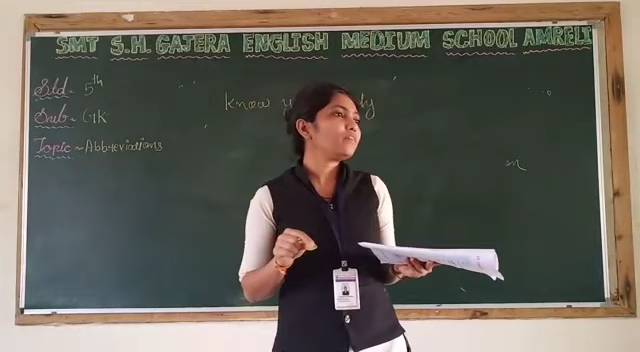 SMT S.H. GAJERA ENGLISH MEDIUM SCHOOL AMRELI
Std. 5th
Sub. GK
Topic ~ Abbreviations
Know